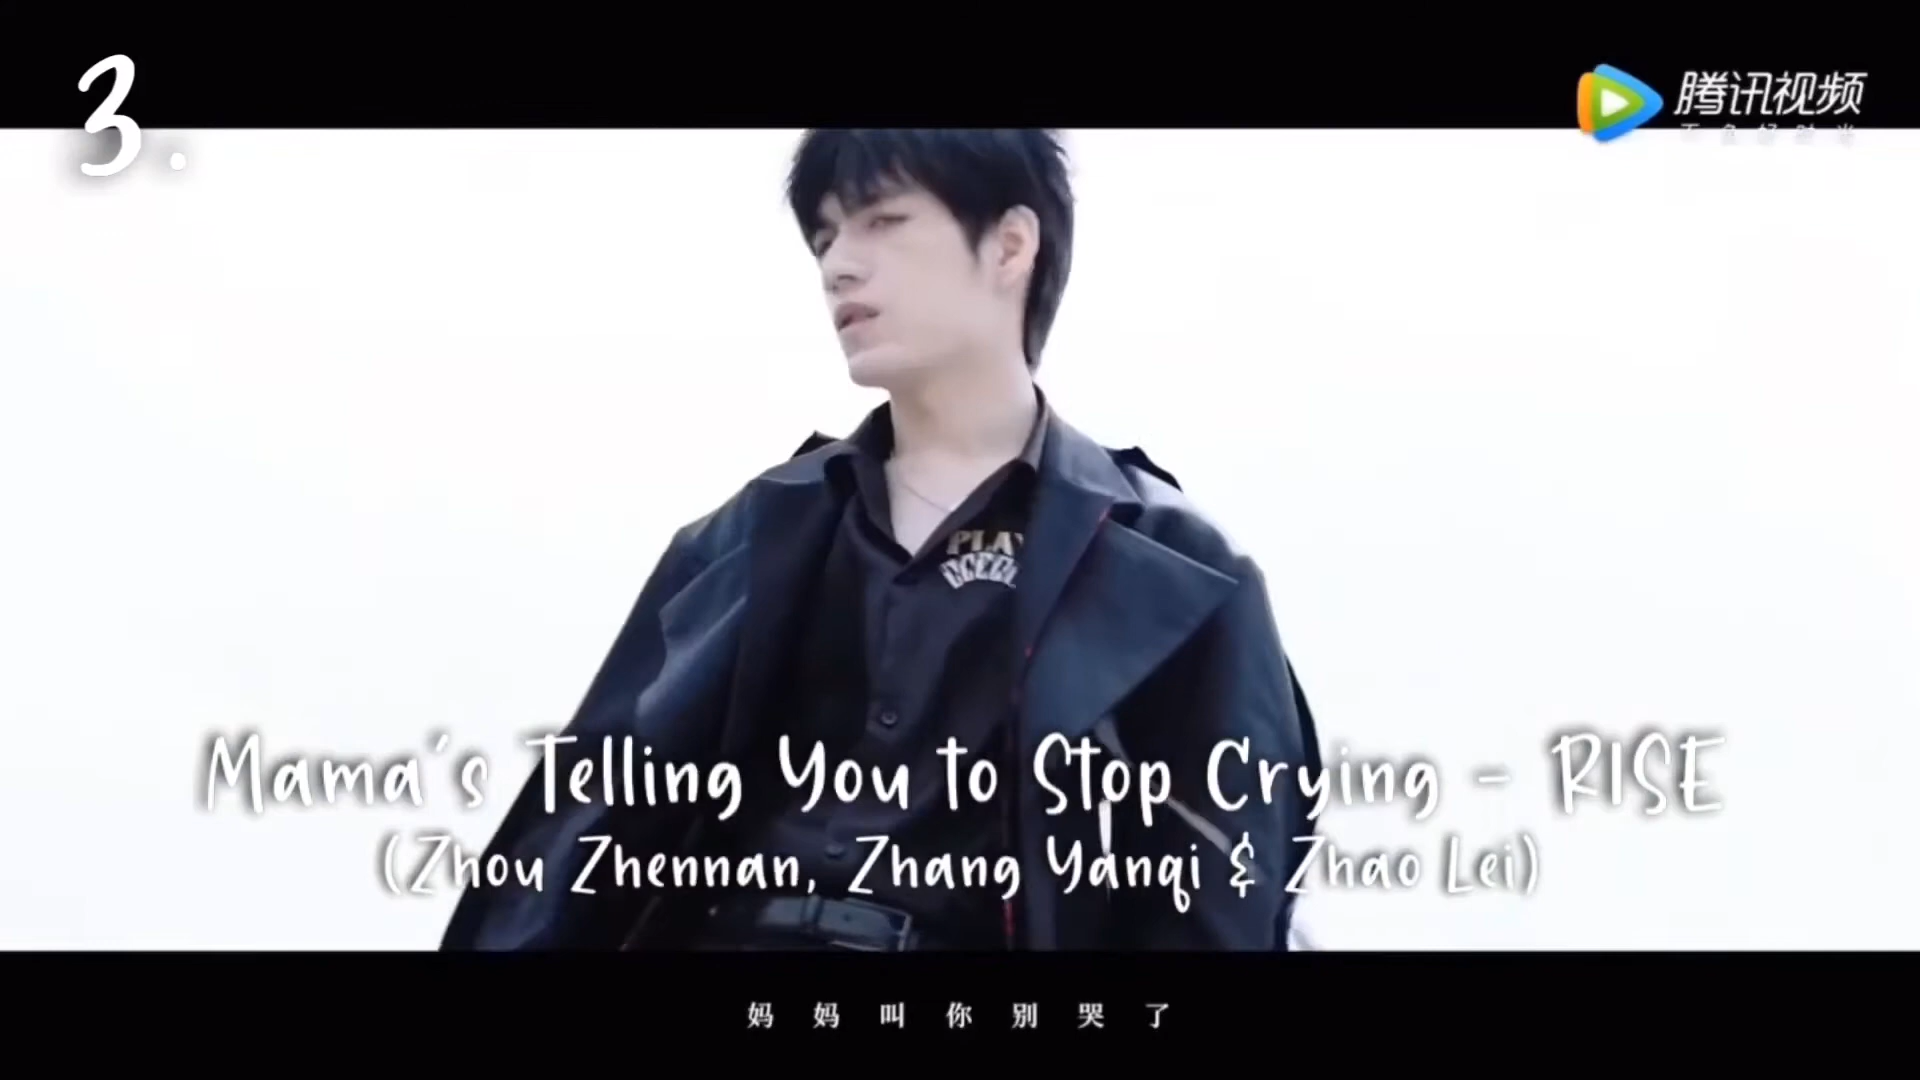 3.
腾讯视频
PLAY
Mama's Telling You to Stop Crying - RISE
(Zhou Zhennan, Zhang Yanqi & Zhao Lei)
妈妈叫你别哭了